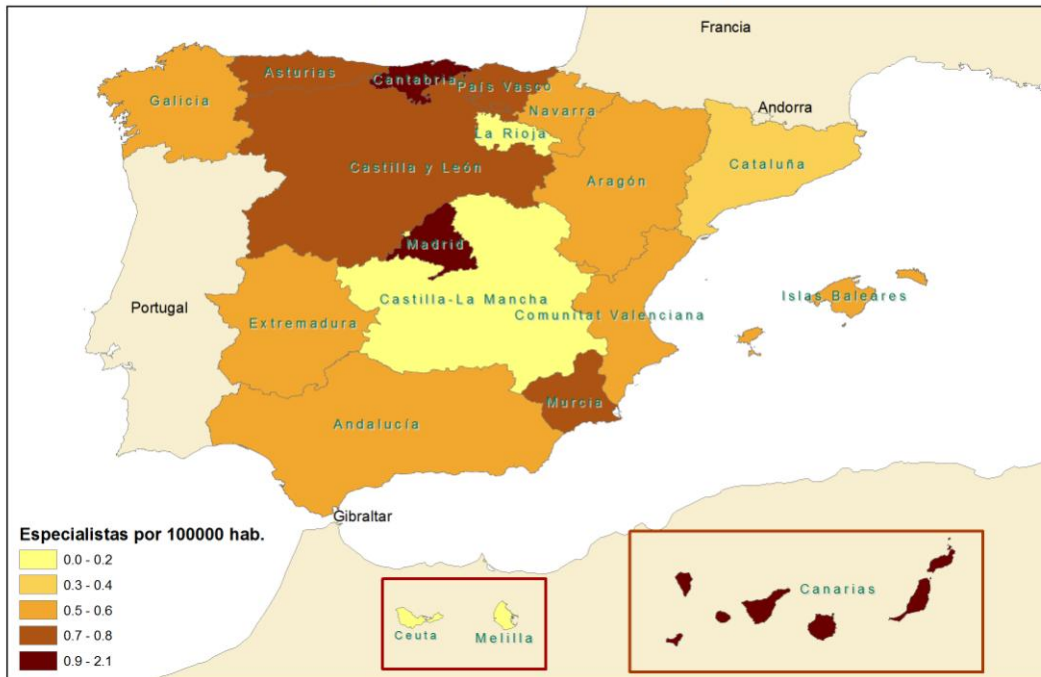 Francia
Asturias
Cantabria
País Vasco
Galicia
Navarra
Andorra
La Rioja
Castilla y León
Cataluña
Aragón
Madrid
Islas Baleares
Castilla-La Mancha
Portugal
Comunitat Valenciana
Extremadura
Murcia
Andalucía
Gibraltar
Especialistas por 100000 hab.
0.0 - 0.2
0.3 - 0.4
0.5 - 0.6
0.7 - 0.8
0.9 - 2.1
Ceuta
Melilla
Canarias